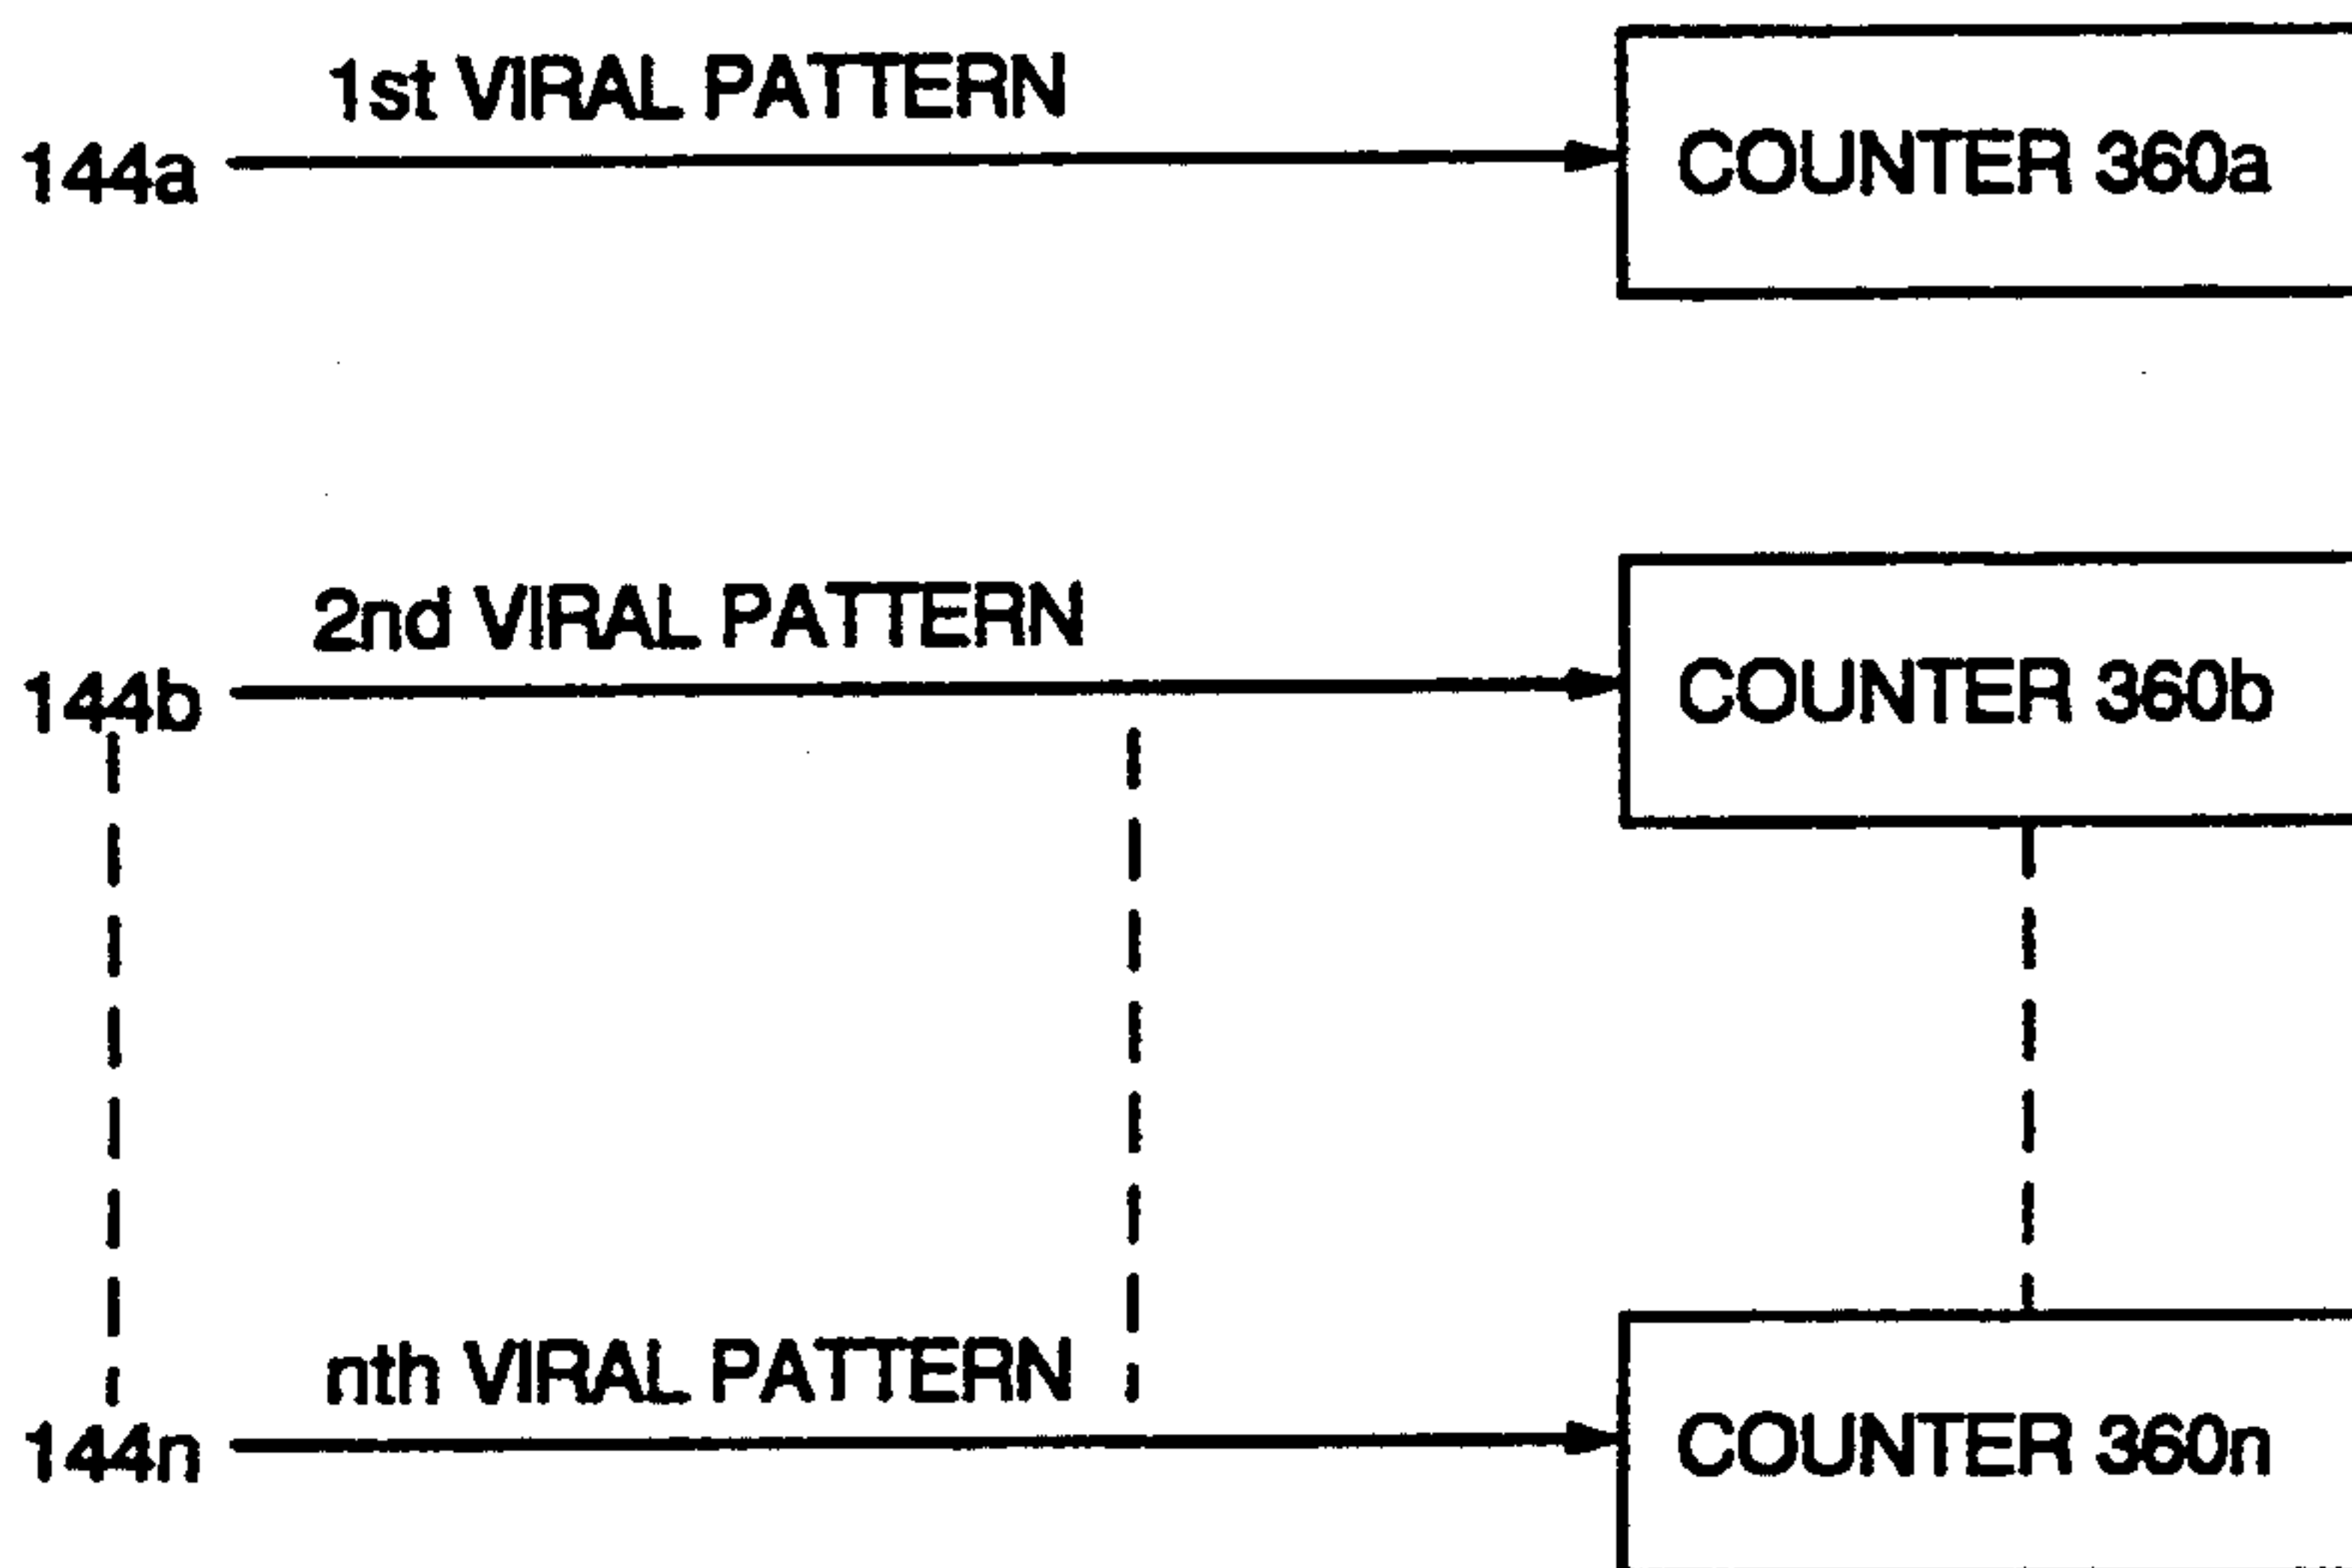 1st VIRAL PATTERN
144a
COUNTER 360a
2nd VIRAL PATTERN
144b
COUNTER 360b
nth VIRAL PATTERN
144n
COUNTER 360n